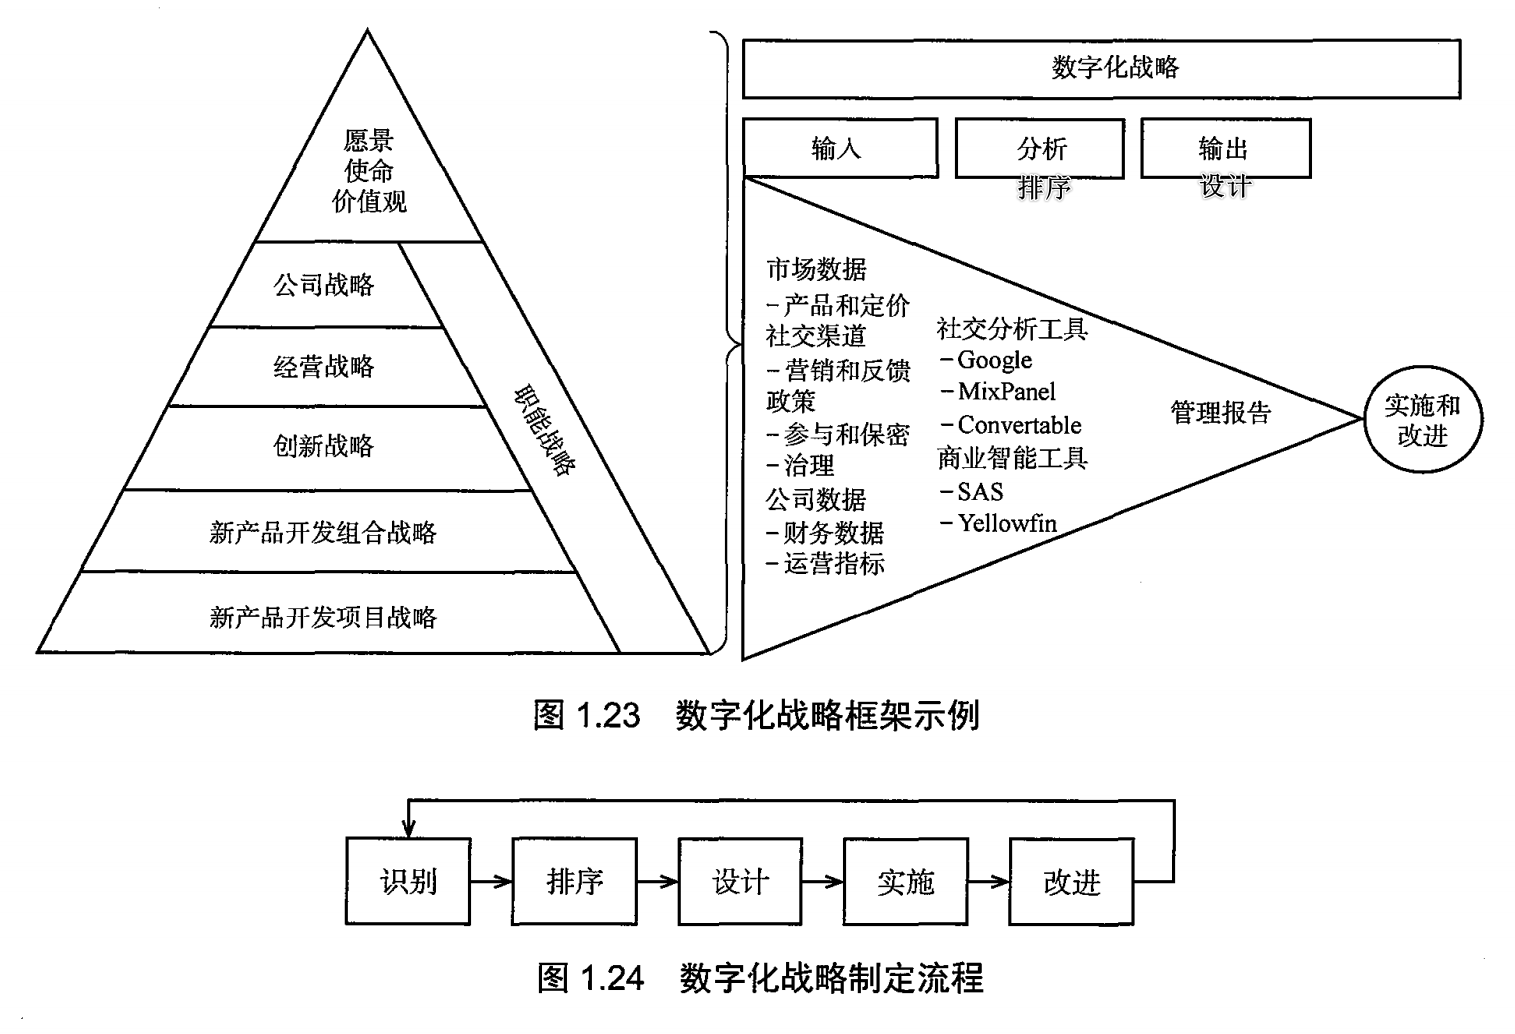 愿景
使命
价值观
公司战略
经营战略
创新战略
新产品开发组合战略
新产品开发项目战略
职能战略
数字化战略
输入
分析
排序
输出
设计
市场数据
－产品和定价
社交渠道
－营销和反馈
政策
－参与和保密
－治理
公司数据
－财务数据
－运营指标
社交分析工具
－Google
－MixPanel
－Convertable
商业智能工具
－SAS
－Yellowfin
管理报告
实施和
改进
图 1.23 数字化战略框架示例
识别
排序
设计
实施
改进
图 1.24 数字化战略制定流程